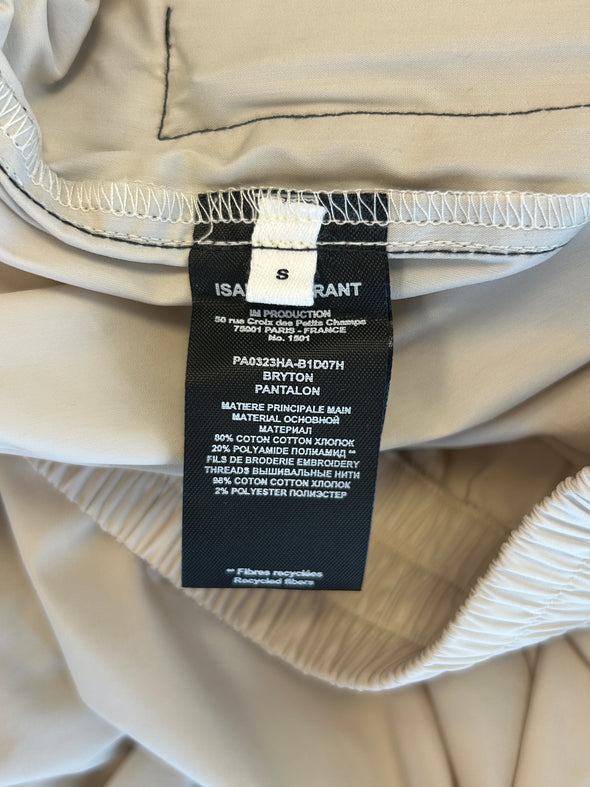 S
ISA RANT
IM PRODUCTION
50 rue Croix des Petits Champs
75001 PARIS - FRANCE
No. 1501
PA0323HA-B1D07H
BRYTON
PANTALON
MATIERE PRINCIPALE MAIN
MATERIAL ОСНОВНОЙ
МАТЕРИАЛ
80% COTON COTTON ХЛОПОК
20% POLYAMIDE ПОЛИАМИД **
FILS DE BRODERIE EMBROIDERY
THREADS ВЫШИВАЛЬНЫЕ НИТИ
98% COTON COTTON ХЛОПОК
2% POLYESTER ПОЛИЭСТЕР
** Fibres recyclées
Recycled fibers